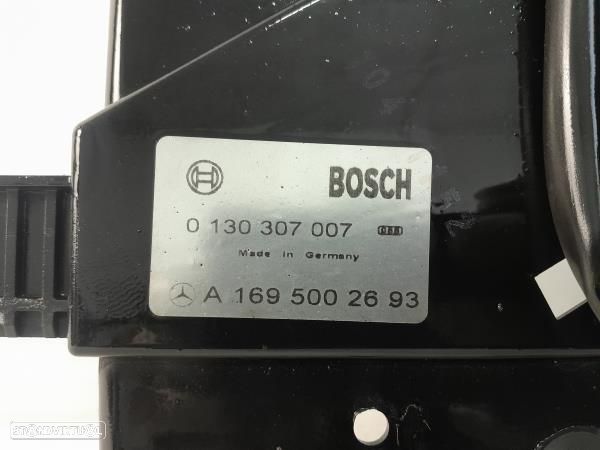 BOSCH
0 130 307 007
Made in Germany
A 169 500 26 93